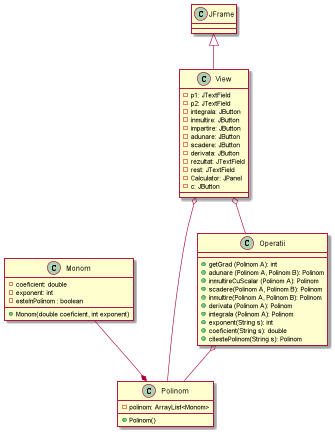 C JFrame
C View
p1: JTextField
p2: JTextField
integrala: JButton
inmultire: JButton
impartire: JButton
adunare: JButton
scadere: JButton
derivata: JButton
rezultat: JTextField
rest: JTextField
Calculator: JPanel
c: JButton
C Operatii
getGrad (Polinom A): int
adunare (Polinom A, Polinom B): Polinom
inmultireCuScalar (Polinom A): Polinom
scadere(Polinom A, Polinom B): Polinom
inmultire(Polinom A, Polinom B): Polinom
derivata (Polinom A): Polinom
integrala (Polinom A): Polinom
exponent(String s): int
coeficient(String s): double
citestePolinom(String s): Polinom
C Monom
coeficient: double
exponent: int
esteInPolinom : boolean
Monom(double coeficient, int exponent)
C Polinom
polinom: ArrayList<Monom>
Polinom()